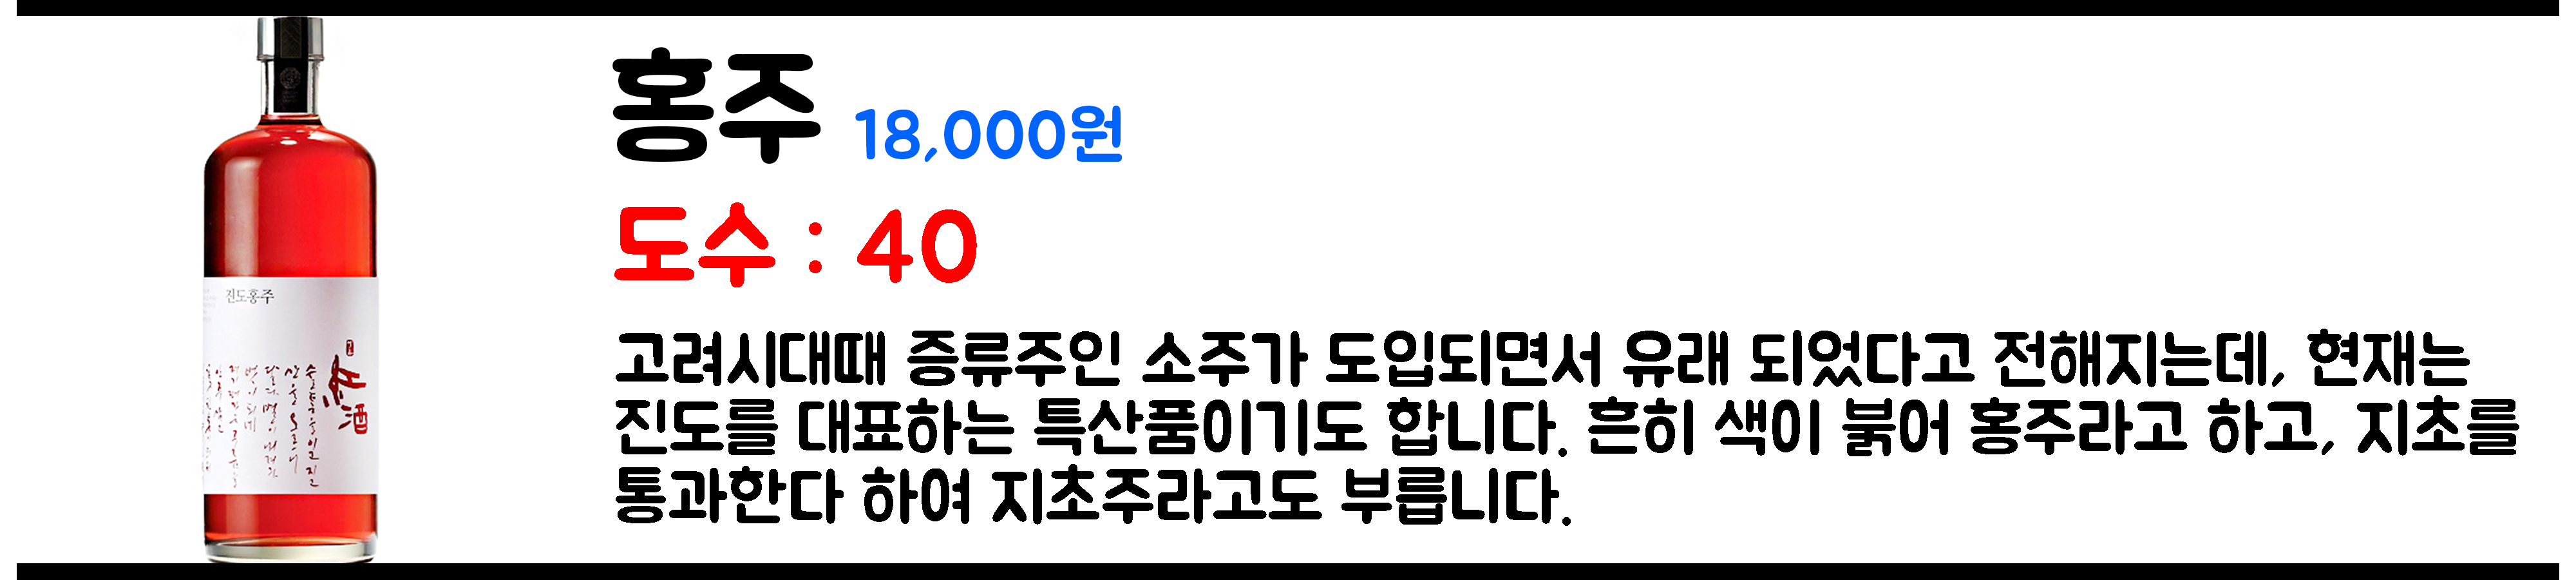 홍주 18,000원
도수 : 40
고려시대때 증류주인 소주가 도입되면서 유래 되었다고 전해지는데, 현재는
진도를 대표하는 특산품이기도 합니다. 흔히 색이 붉어 홍주라고 하고, 지초를
통과한다 하여 지초주라고도 부릅니다.
진도홍주
紅酒